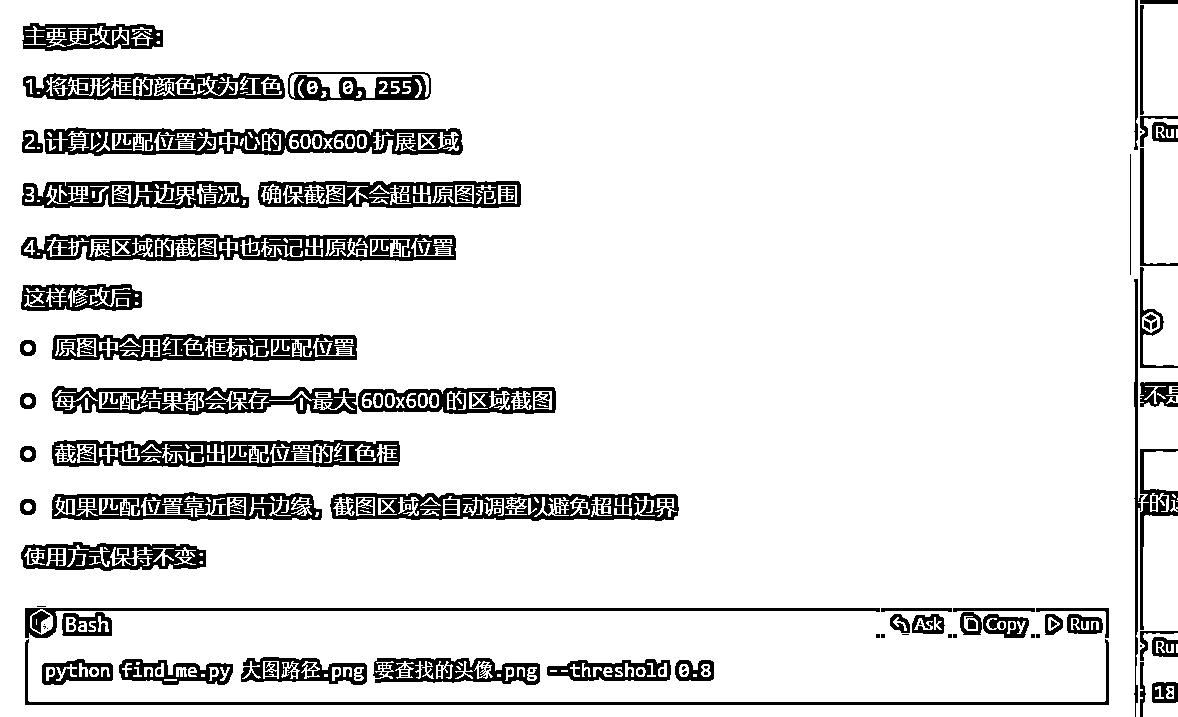 主要更改内容:
1.将矩形框的颜色改为红色 (0, 0, 255))
2.计算以匹配位置为中心的 600x600 扩展区域
3.处理了图片边界情况，确保截图不会超出原图范围
4.在扩展区域的截图中也标记出原始匹配位置
这样修改后:
原图中会用红色框标记匹配位置
每个匹配结果都会保存一个最大 600x600 的区域截图
截图中也会标记出匹配位置的红色框
如果匹配位置靠近图片边缘，截图区域会自动调整以避免超出边界
使用方式保持不变:
Bash Ask Copy Run
python find_me.py 大图路径.png 要查找的头像.png --threshold 0.8
不是
的
18